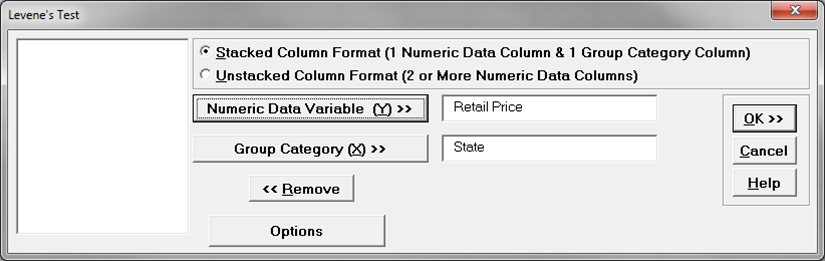 Levene's Test
Stacked Column Format (1 Numeric Data Column & 1 Group Category Column)
Unstacked Column Format (2 or More Numeric Data Columns)
Numeric Data Variable (Y) >>
Retail Price
Group Category (X) >>
State
<< Remove
Options
OK >>
Cancel
Help